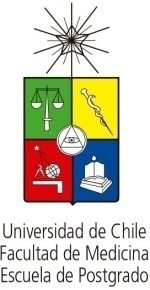 Universidad de Chile
Facultad de Medicina
Escuela de Postgrado